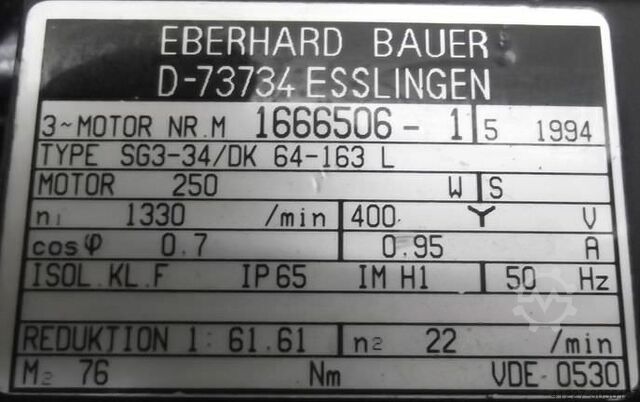 EBERHARD BAUER
D-73734 ESSLINGEN
3~MOTOR NR.M 1666506-1 5 1994
TYPE SG3-34/DK 64-163 L
MOTOR 250 W S
n1 1330 /min 400 Y V
cosφ 0.7 0.95 A
ISOL.KL.F IP65 IM H1 50 Hz
REDUKTION 1: 61.61 n2 22 /min
M2 76 Nm VDE 0530